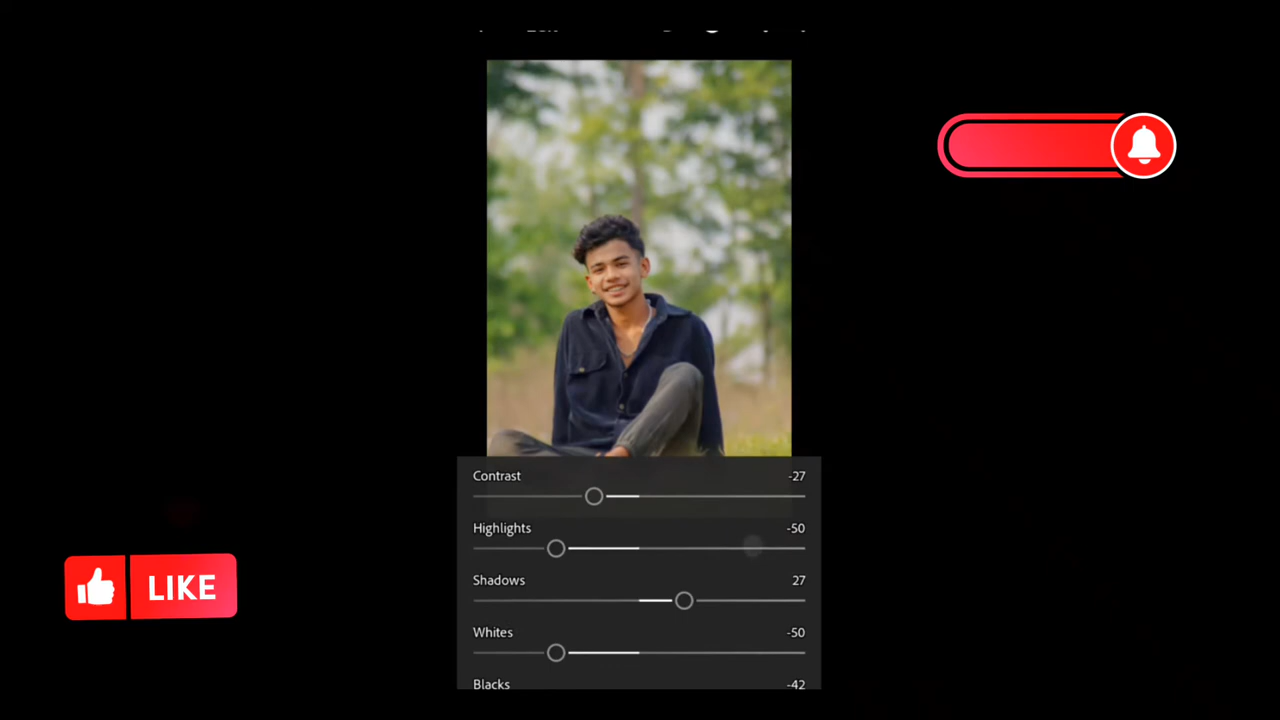 Contrast -27
Highlights -50
Shadows 27
Whites -50
Blacks -42
LIKE